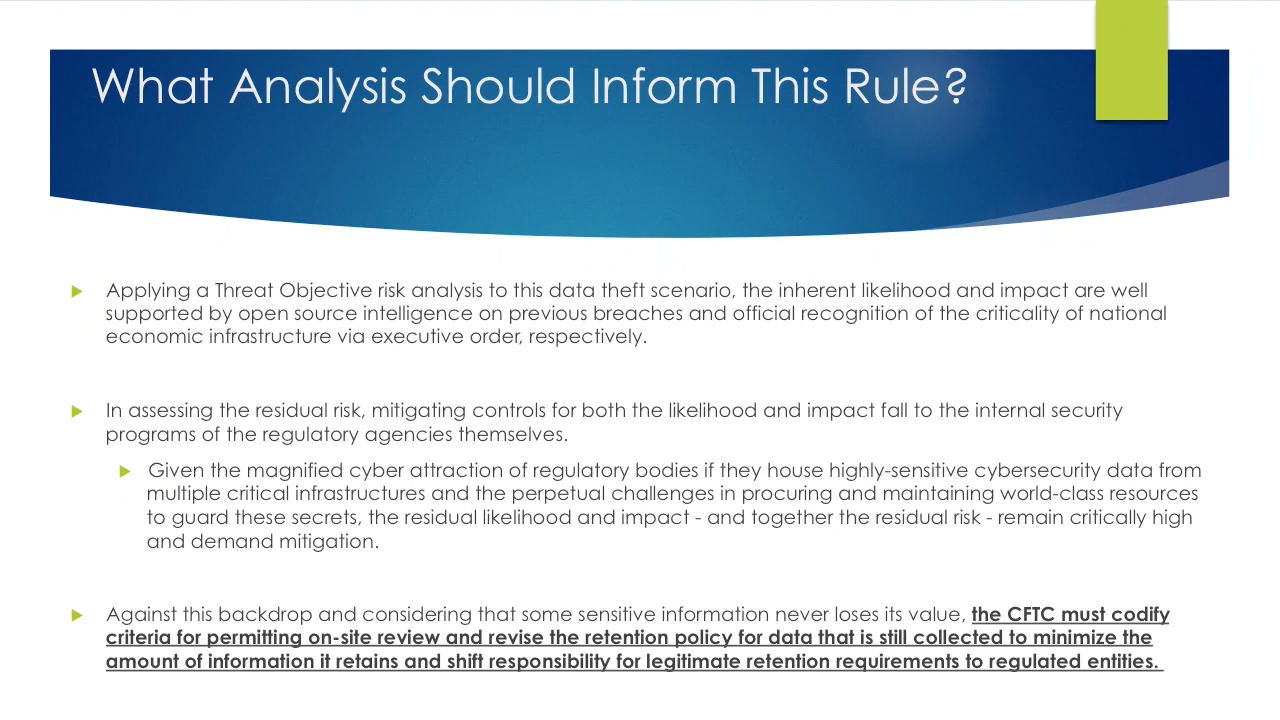 What Analysis Should Inform This Rule?
Applying a Threat Objective risk analysis to this data theft scenario, the inherent likelihood and impact are well
supported by open source intelligence on previous breaches and official recognition of the criticality of national
economic infrastructure via executive order, respectively.
In assessing the residual risk, mitigating controls for both the likelihood and impact fall to the internal security
programs of the regulatory agencies themselves.
Given the magnified cyber attraction of regulatory bodies if they house highly-sensitive cybersecurity data from
multiple critical infrastructures and the perpetual challenges in procuring and maintaining world-class resources
to guard these secrets, the residual likelihood and impact - and together the residual risk - remain critically high
and demand mitigation.
Against this backdrop and considering that some sensitive information never loses its value, the CFTC must codify
criteria for permitting on-site review and revise the retention policy for data that is still collected to minimize the
amount of information it retains and shift responsibility for legitimate retention requirements to regulated entities.